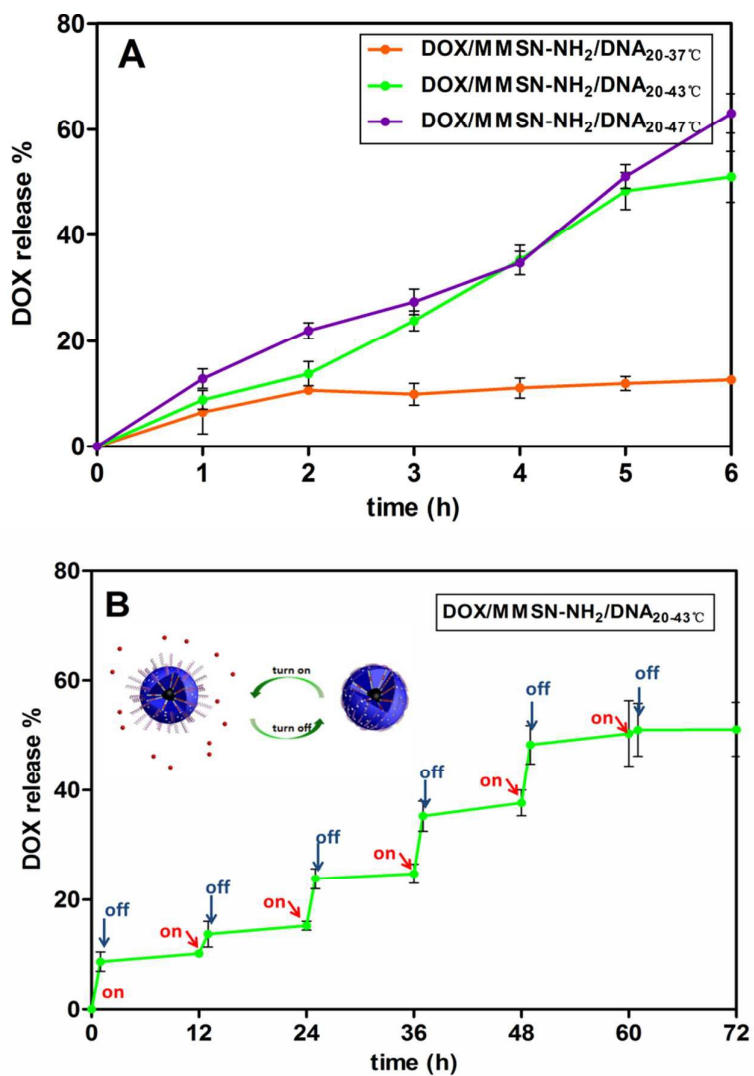 A
DOX/MMSN-NH₂/DNA₂₀₋₃₇℃
DOX/MMSN-NH₂/DNA₂₀₋₄₃℃
DOX/MMSN-NH₂/DNA₂₀₋₄₇℃
DOX release %
80
60
40
20
0
0 1 2 3 4 5 6
time (h)
B
DOX/MMSN-NH₂/DNA₂₀₋₄₃℃
turn on
turn off
DOX release %
80
60
40
20
0
on
off
on
off
on
off
on
off
on
off
on
off
0 12 24 36 48 60 72
time (h)